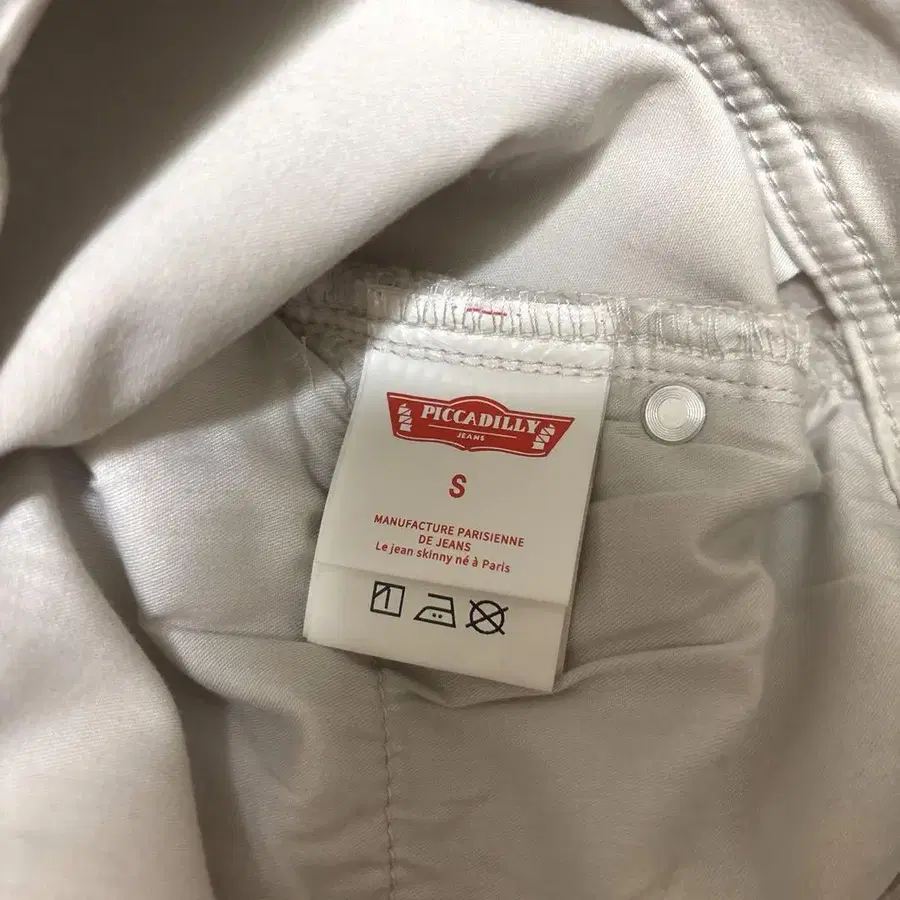 PICCADILLY
JEANS
S
MANUFACTURE PARISIENNE
DE JEANS
Le jean skinny né à Paris